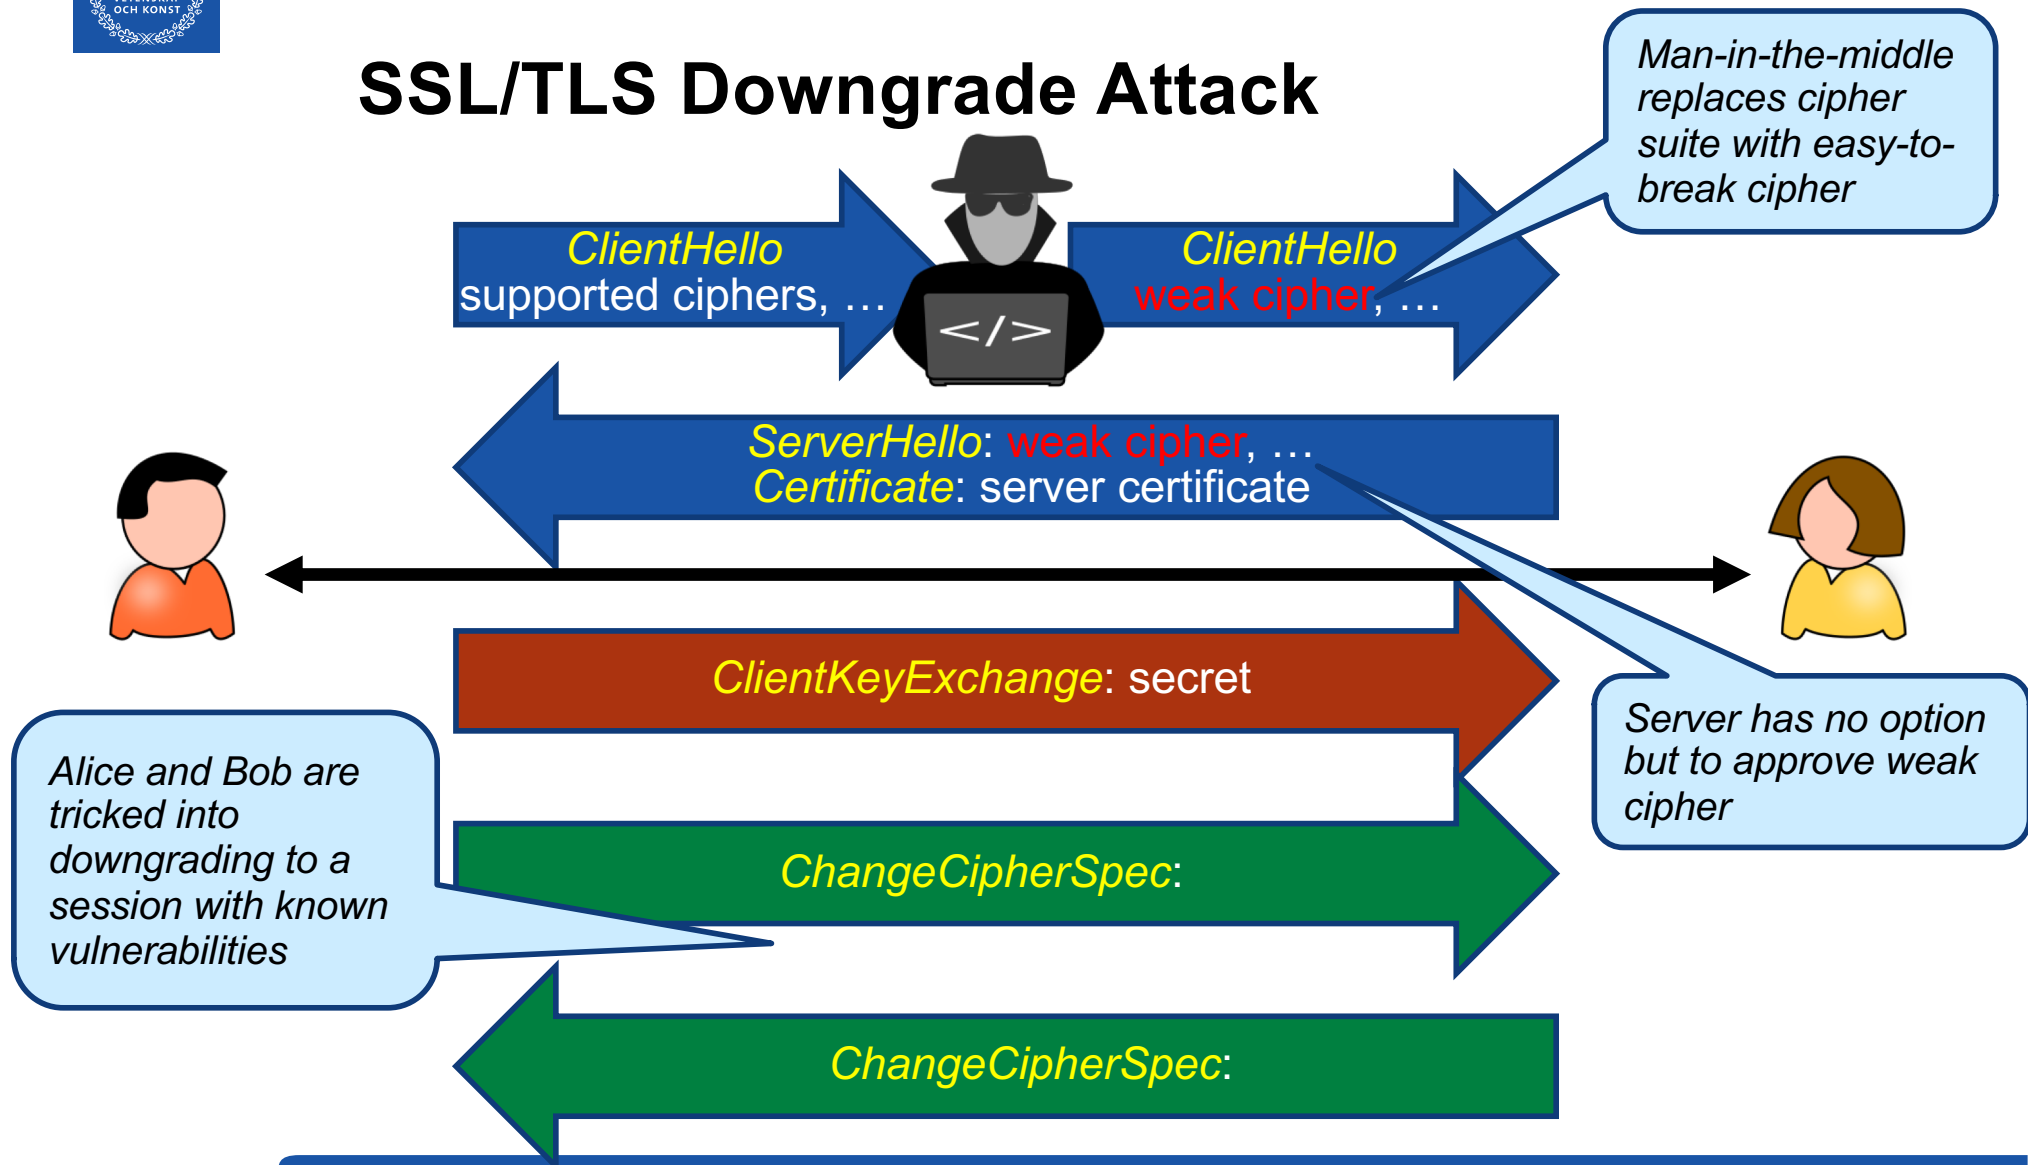 OCH KONST
SSL/TLS Downgrade Attack
Man-in-the-middle
replaces cipher
suite with easy-to-
break cipher
ClientHello
supported ciphers, …
ClientHello
weak cipher, …
</>
ServerHello: weak cipher, …
Certificate: server certificate
ClientKeyExchange: secret
Server has no option
but to approve weak
cipher
Alice and Bob are
tricked into
downgrading to a
session with known
vulnerabilities
ChangeCipherSpec:
ChangeCipherSpec: